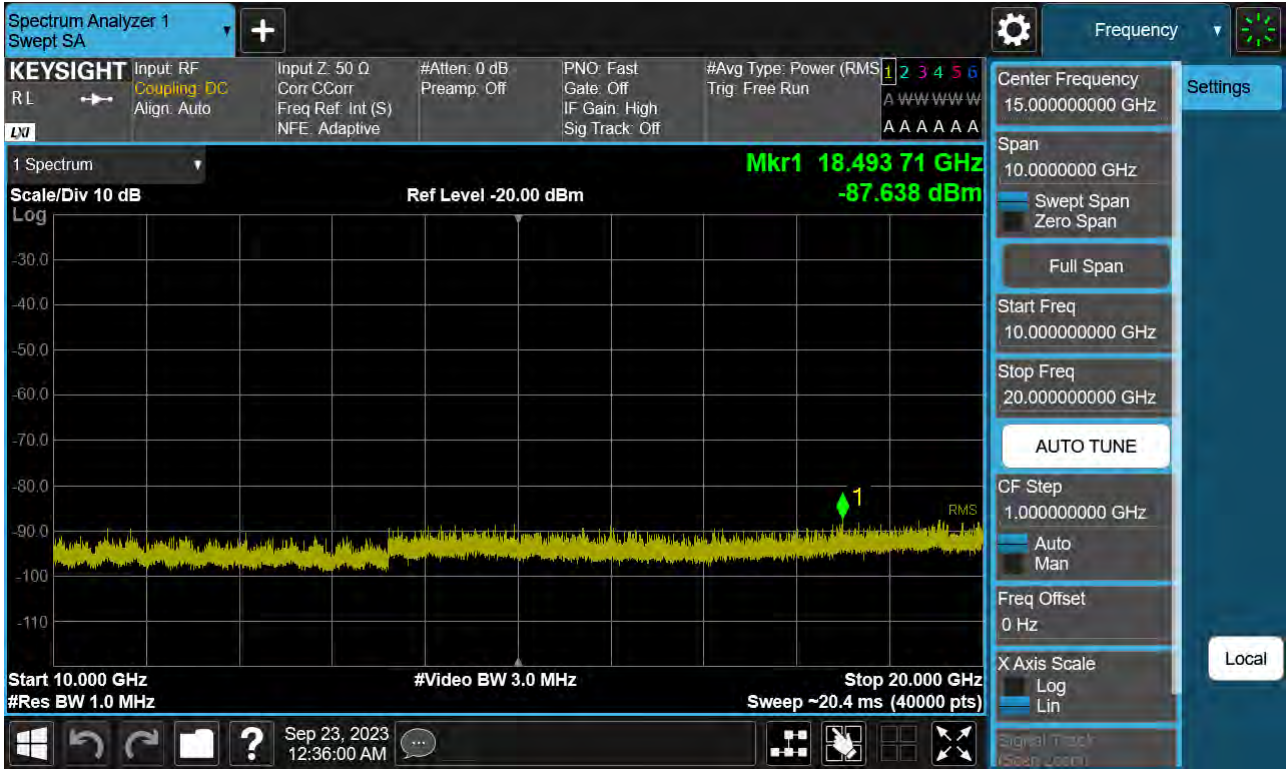 Spectrum Analyzer 1
Swept SA
Frequency
KEYSIGHT
RL
LXI
Input: RF
Coupling: DC
Align: Auto
Input Z: 50 Ω
Corr CCorr
Freq Ref: Int (S)
NFE: Adaptive
#Atten: 0 dB
Preamp: Off
PNO: Fast
Gate: Off
IF Gain: High
Sig Track: Off
#Avg Type: Power (RMS
Trig: Free Run
1 2 3 4 5 6
A W W W W W
A A A A A A
1 Spectrum
Scale/Div 10 dB
Ref Level -20.00 dBm
Mkr1 18.493 71 GHz
-87.638 dBm
Log
-30.0
-40.0
-50.0
-60.0
-70.0
-80.0
-90.0
-100
-110
1
RMS
Start 10.000 GHz
#Res BW 1.0 MHz
#Video BW 3.0 MHz
Stop 20.000 GHz
Sweep ~20.4 ms (40000 pts)
Center Frequency
15.000000000 GHz
Span
10.0000000 GHz
Swept Span
Zero Span
Full Span
Start Freq
10.000000000 GHz
Stop Freq
20.000000000 GHz
AUTO TUNE
CF Step
1.000000000 GHz
Auto
Man
Freq Offset
0 Hz
X Axis Scale
Log
Lin
Signal Track
(Span Zoom)
Settings
Local
?
Sep 23, 2023
12:36:00 AM